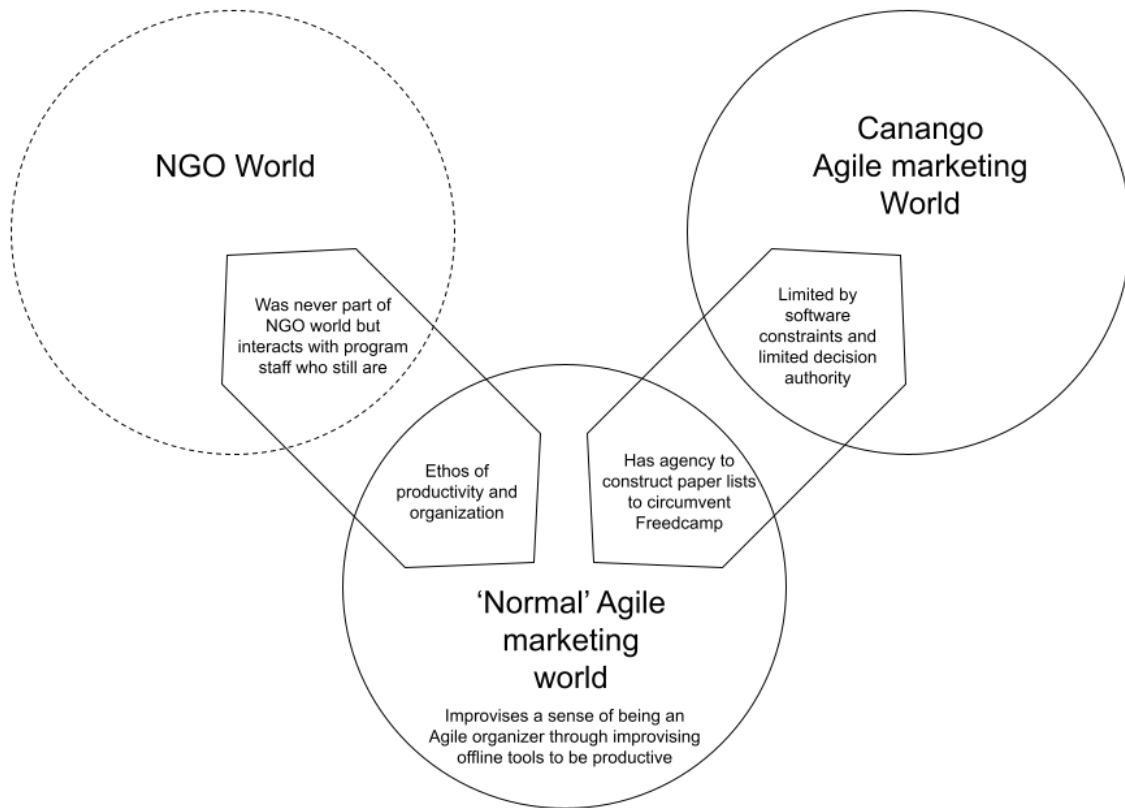 NGO World
Canango
Agile marketing
World
Was never part of
NGO world but
interacts with program
staff who still are
Limited by
software
constraints and
limited decision
authority
Ethos of
productivity and
organization
Has agency to
construct paper lists
to circumvent
Freedcamp
‘Normal’ Agile
marketing
world
Improvises a sense of being an
Agile organizer through improvising
offline tools to be productive